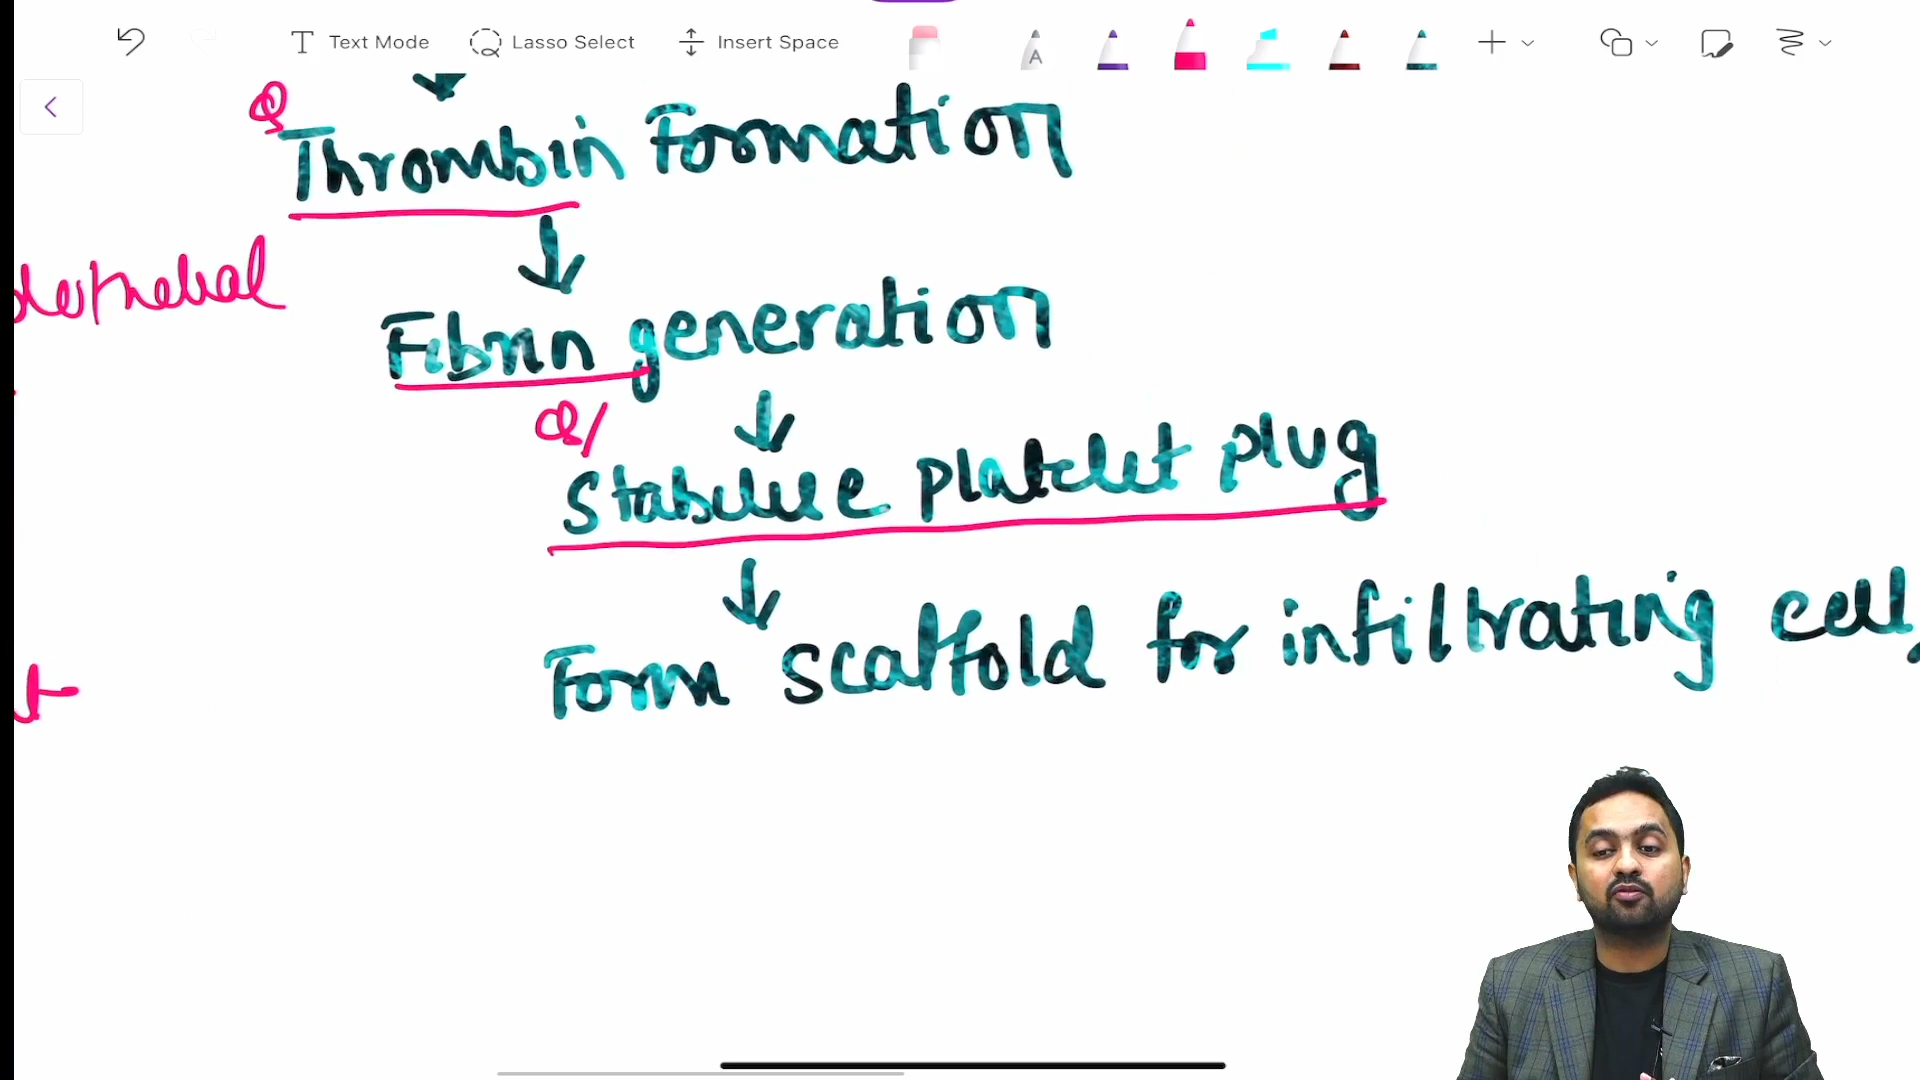 Text Mode Lasso Select Insert Space A
Q
Thrombin Formation
Fibrin generation
Q/
Stabilize platelet plug
Form scaffold for infiltrating cell